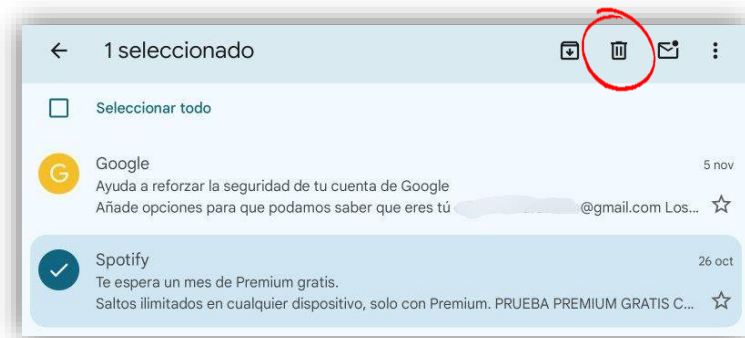 1 seleccionado
Seleccionar todo
G
Google
5 nov
Ayuda a reforzar la seguridad de tu cuenta de Google
Añade opciones para que podamos saber que eres tú @gmail.com Los...
Spotify
26 oct
Te espera un mes de Premium gratis.
Saltos ilimitados en cualquier dispositivo, solo con Premium. PRUEBA PREMIUM GRATIS C...